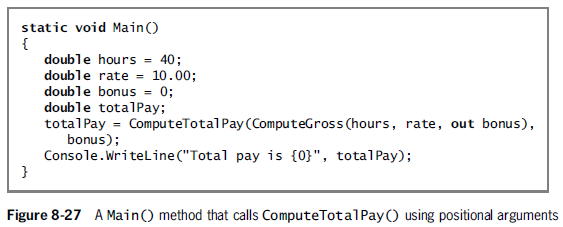 static void Main()
{
double hours = 40;
double rate = 10.00;
double bonus = 0;
double totalPay;
totalPay = ComputeTotalPay(ComputeGross(hours, rate, out bonus),
bonus);
Console.WriteLine("Total pay is {0}", totalPay);
}
Figure 8-27 A Main() method that calls ComputeTotalPay() using positional arguments